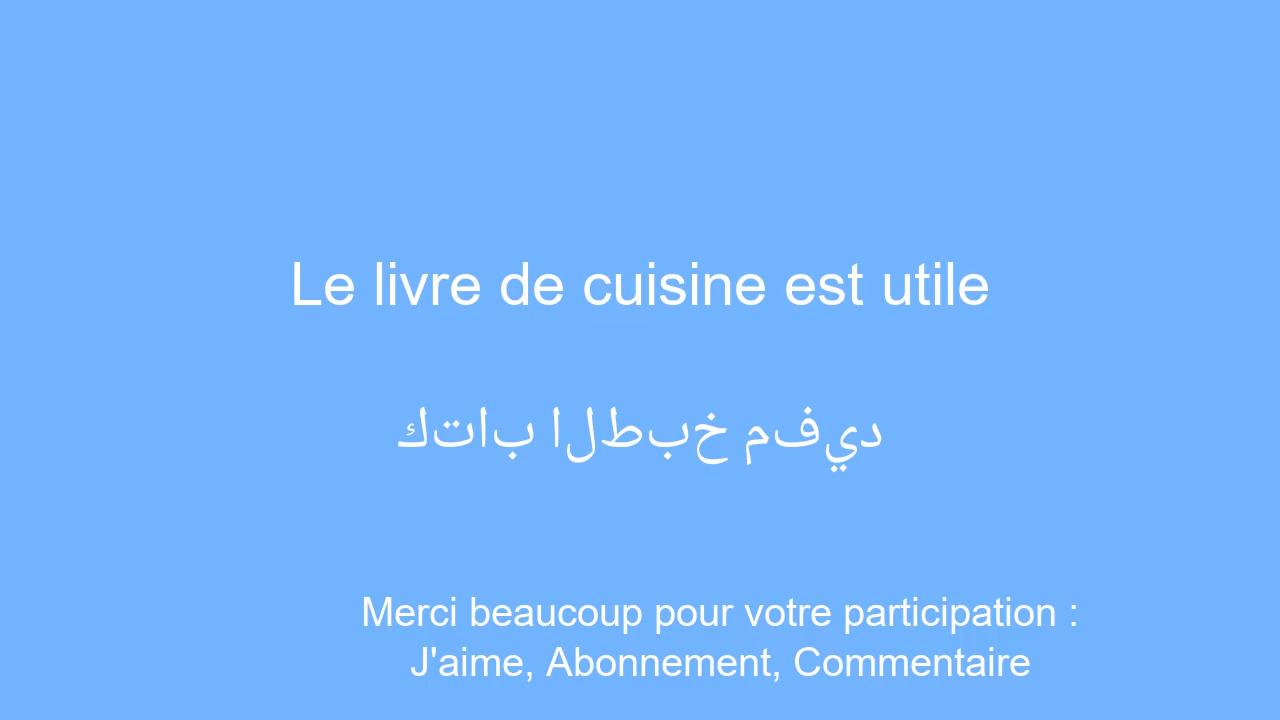 Le livre de cuisine est utile
كتاب الطبخ مفيد
Merci beaucoup pour votre participation :
J'aime, Abonnement, Commentaire